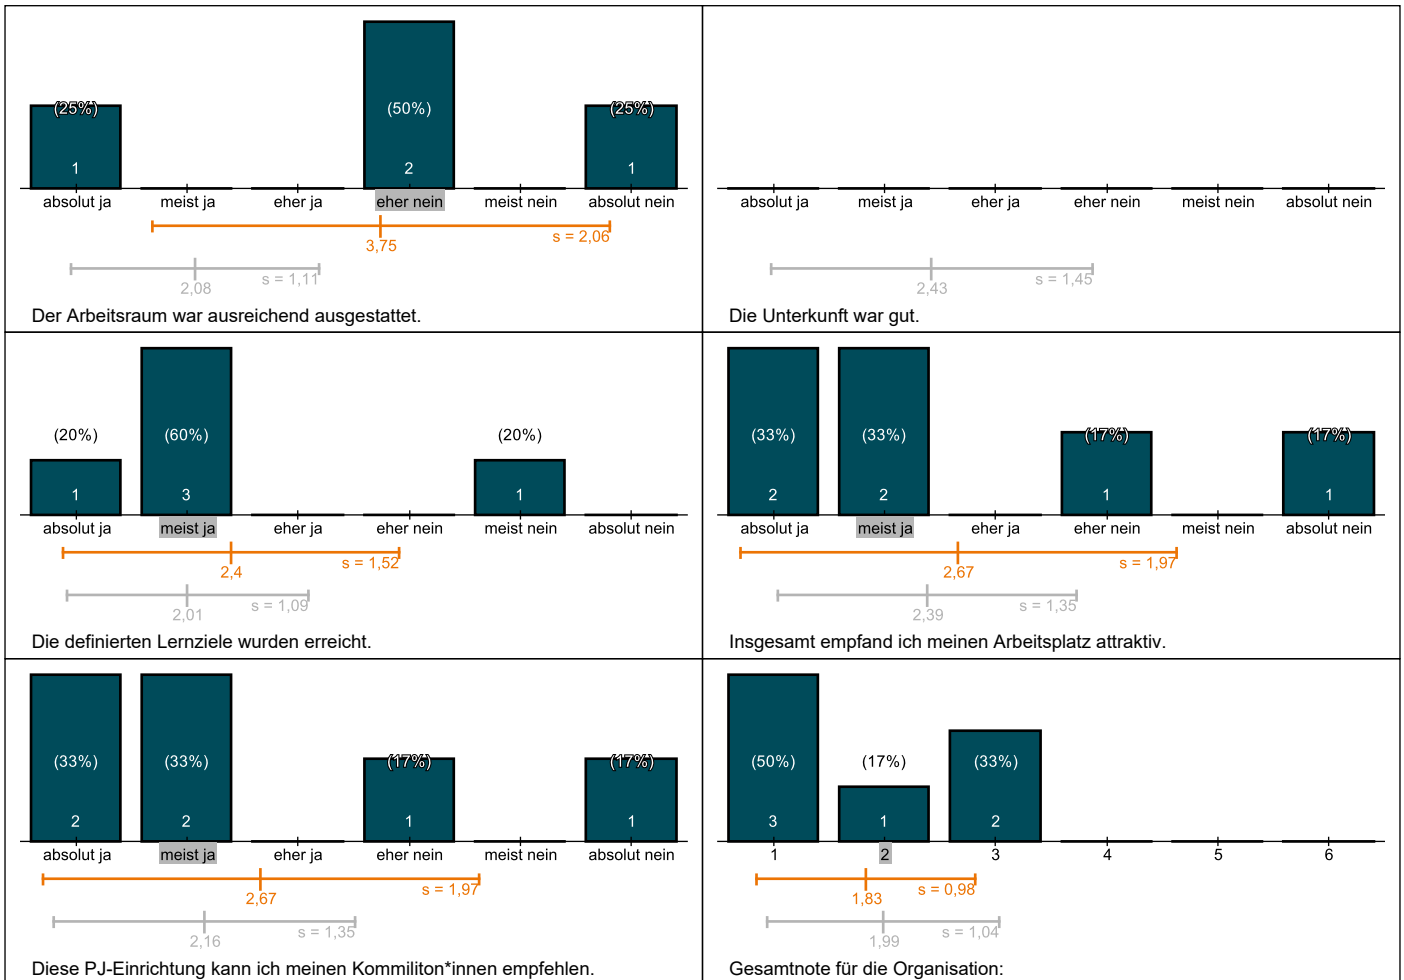 (25%) (50%) (25%)
1 2 1
absolut ja meist ja eher ja eher nein meist nein absolut nein
3,75 s = 2,06
2,08 s = 1,11
Der Arbeitsraum war ausreichend ausgestattet.
absolut ja meist ja eher ja eher nein meist nein absolut nein
2,43 s = 1,45
Die Unterkunft war gut.
(20%) (60%) (20%)
1 3 1
absolut ja meist ja eher ja eher nein meist nein absolut nein
2,4 s = 1,52
2,01 s = 1,09
Die definierten Lernziele wurden erreicht.
(33%) (33%) (17%) (17%)
2 2 1 1
absolut ja meist ja eher ja eher nein meist nein absolut nein
2,67 s = 1,97
2,39 s = 1,35
Insgesamt empfand ich meinen Arbeitsplatz attraktiv.
(33%) (33%) (17%) (17%)
2 2 1 1
absolut ja meist ja eher ja eher nein meist nein absolut nein
2,67 s = 1,97
2,16 s = 1,35
Diese PJ-Einrichtung kann ich meinen Kommiliton*innen empfehlen.
(50%) (17%) (33%)
3 1 2
1 2 3 4 5 6
1,83 s = 0,98
1,99 s = 1,04
Gesamtnote für die Organisation: